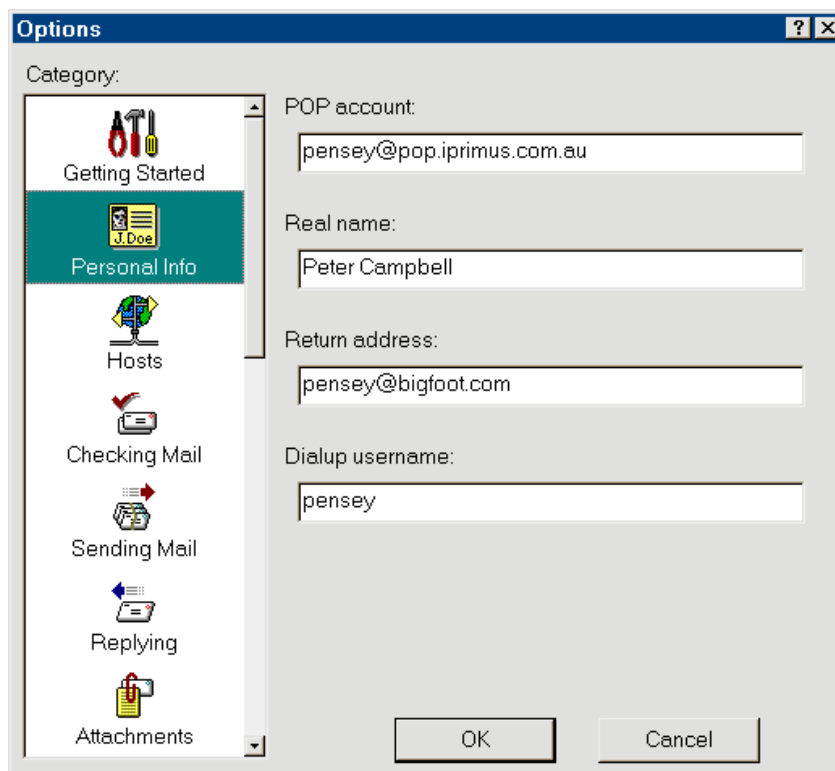 Options
Category:
Getting Started
J.Doe
Personal Info
Hosts
Checking Mail
Sending Mail
Replying
Attachments
POP account:
pensey@pop.iprimus.com.au
Real name:
Peter Campbell
Return address:
pensey@bigfoot.com
Dialup username:
pensey
OK
Cancel